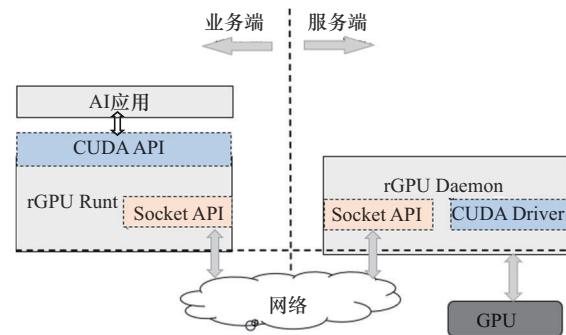 业务端
服务端
AI应用
CUDA API
rGPU Runt
Socket API
rGPU Daemon
Socket API
CUDA Driver
网络
GPU